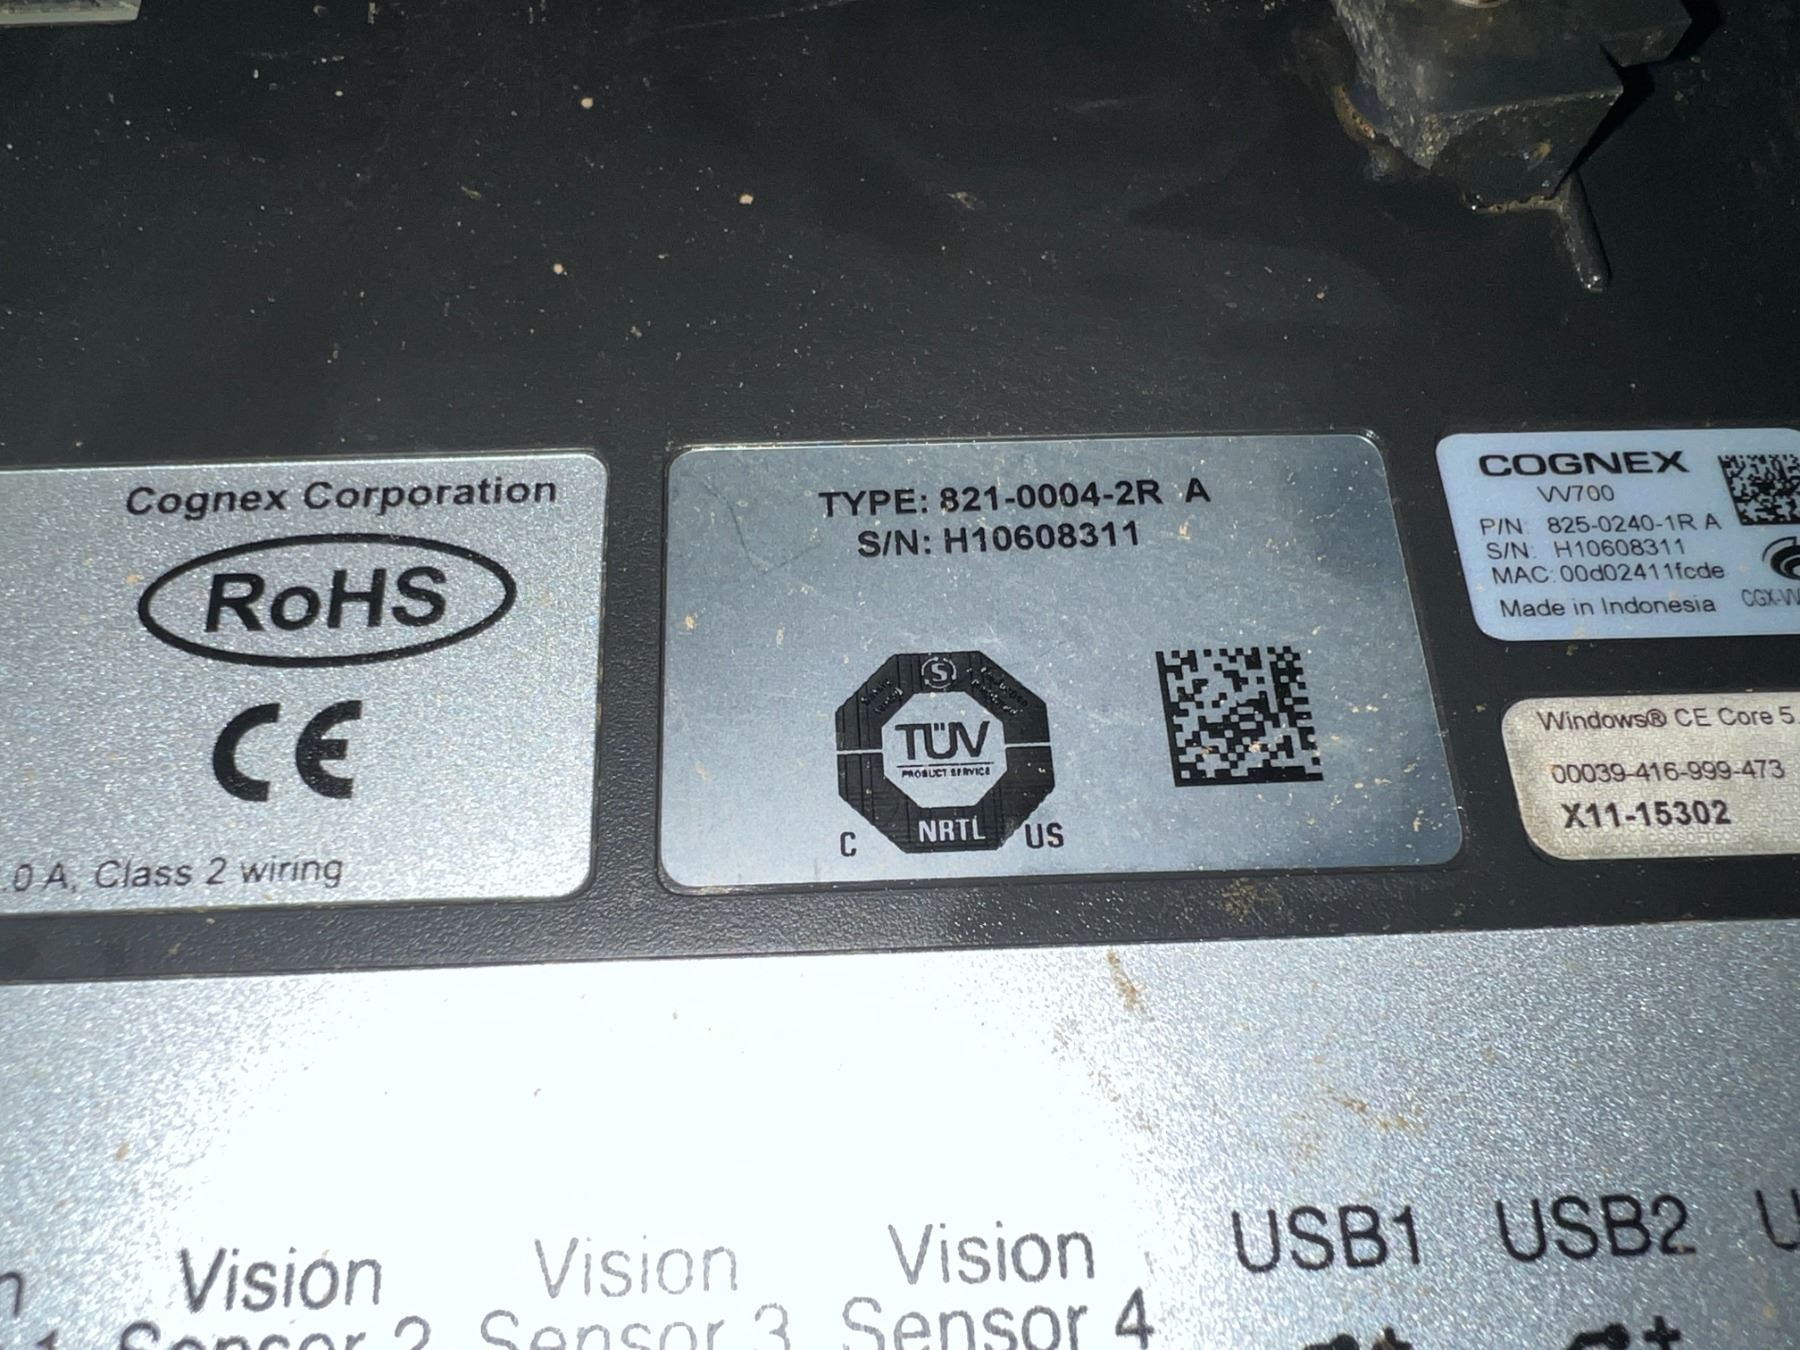 Cognex Corporation
RoHS
CE
.0 A, Class 2 wiring
TYPE: 821-0004-2R A
S/N: H10608311
S
TÜV
PRODUCT SERVICE
C NRTL US
COGNEX
VV700
P/N: 825-0240-1R A
S/N: H10608311
MAC: 00d02411fcde
Made in Indonesia
CGX-VV
Windows® CE Core 5.
00039-416-999-473
X11-15302
Vision
Sensor 2
Vision
Sensor 3
Vision
Sensor 4
USB1
USB2